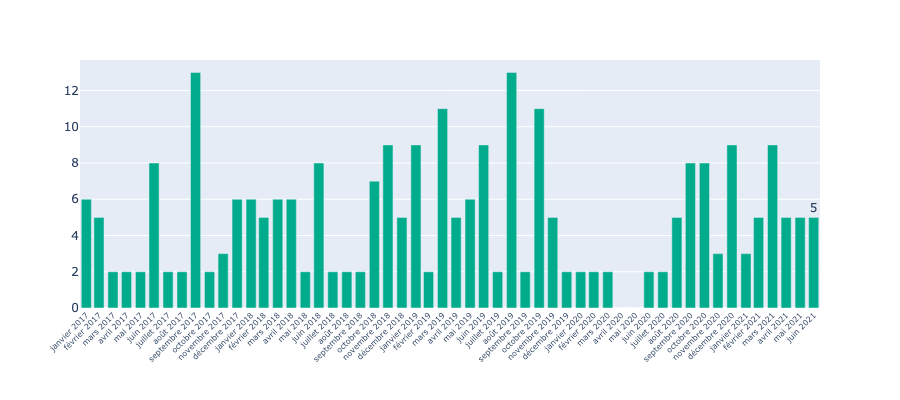 12
10
8
6
4
2
0
5
janvier 2017
février 2017
mars 2017
avril 2017
mai 2017
juin 2017
juillet 2017
août 2017
septembre 2017
octobre 2017
novembre 2017
décembre 2017
janvier 2018
février 2018
mars 2018
avril 2018
mai 2018
juin 2018
juillet 2018
août 2018
septembre 2018
octobre 2018
novembre 2018
décembre 2018
janvier 2019
février 2019
mars 2019
avril 2019
mai 2019
juin 2019
juillet 2019
août 2019
septembre 2019
octobre 2019
novembre 2019
décembre 2019
janvier 2020
février 2020
mars 2020
avril 2020
mai 2020
juin 2020
juillet 2020
août 2020
septembre 2020
octobre 2020
novembre 2020
décembre 2020
janvier 2021
février 2021
mars 2021
avril 2021
mai 2021
juin 2021